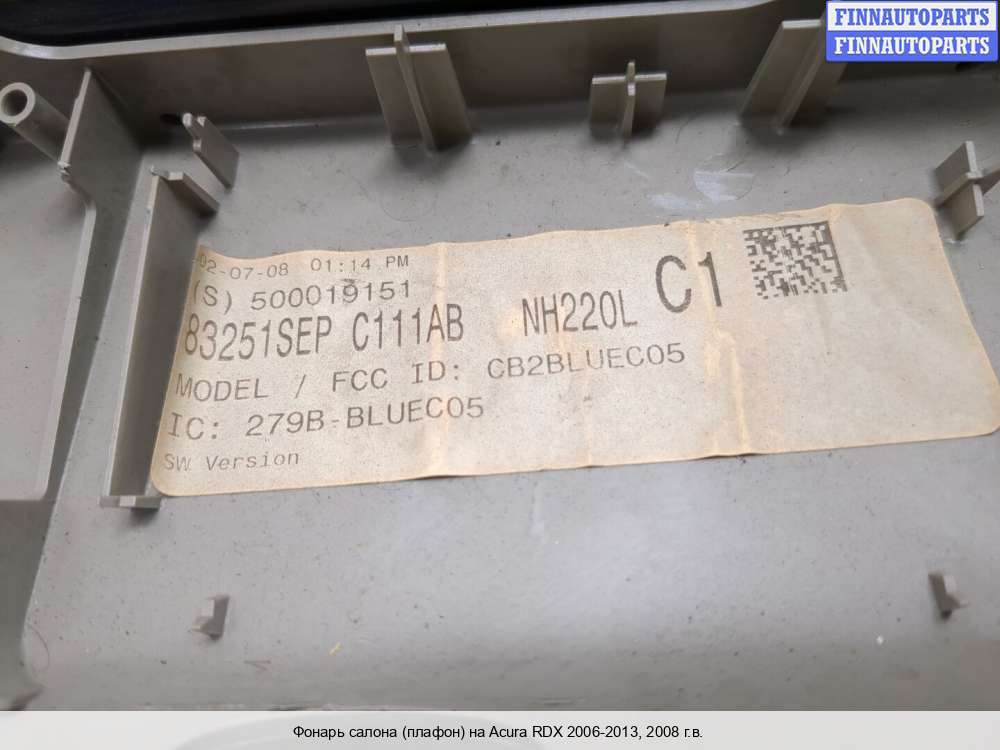 FINNAUTOPARTS
FINNAUTOPARTS
-02-07-08 01:14 PM
(S) 500019151
83251SEP C111AB NH220L C1
MODEL / FCC ID: CB2BLUEC05
IC: 279B-BLUEC05
SW Version
Фонарь салона (плафон) на Acura RDX 2006-2013, 2008 г.в.